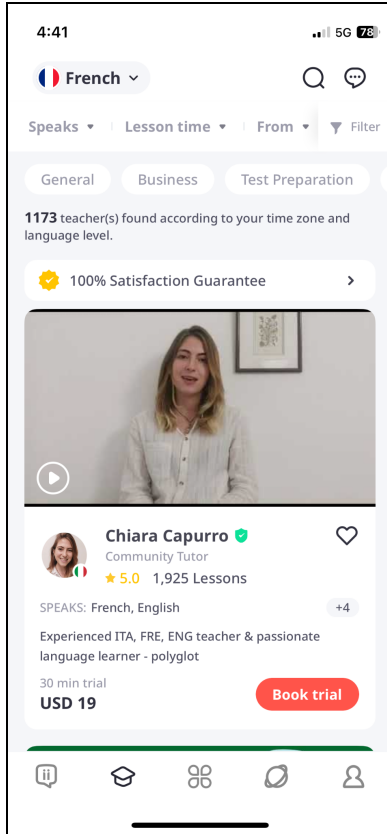 4:41
5G 78
French
Speaks
Lesson time
From
Filter
General
Business
Test Preparation
1173 teacher(s) found according to your time zone and
language level.
100% Satisfaction Guarantee
Chiara Capurro
Community Tutor
5.0 1,925 Lessons
SPEAKS: French, English +4
Experienced ITA, FRE, ENG teacher & passionate
language learner - polyglot
30 min trial
USD 19
Book trial